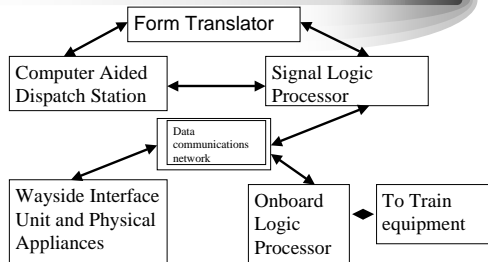 Form Translator
Computer Aided
Dispatch Station
Signal Logic
Processor
Data
communications
network
Wayside Interface
Unit and Physical
Appliances
Onboard
Logic
Processor
To Train
equipment